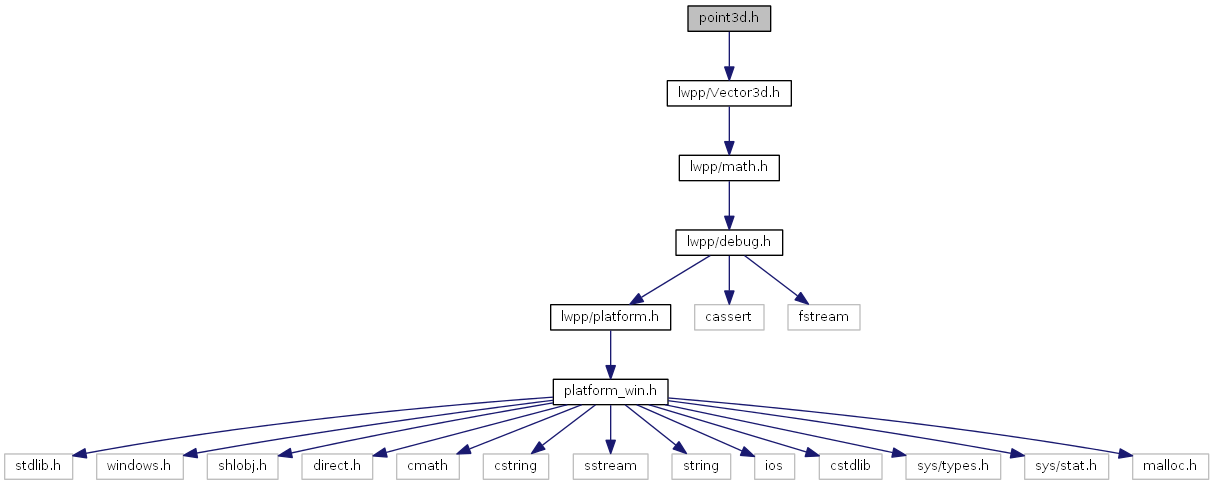 point3d.h
lwpp/Vector3d.h
lwpp/math.h
lwpp/debug.h
lwpp/platform.h
cassert
fstream
platform_win.h
stdlib.h
windows.h
shlobj.h
direct.h
cmath
cstring
sstream
string
ios
cstdlib
sys/types.h
sys/stat.h
malloc.h